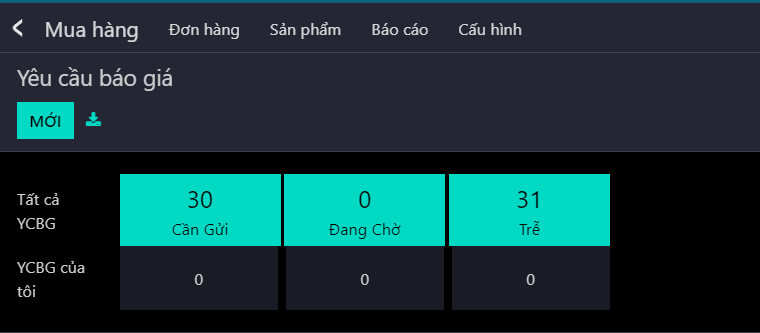 Mua hàng Đơn hàng Sản phẩm Báo cáo Cấu hình
Yêu cầu báo giá
MỚI
Tất cả
YCBG
30
Cần Gửi
0
Đang Chờ
31
Trễ
YCBG của
tôi
0
0
0